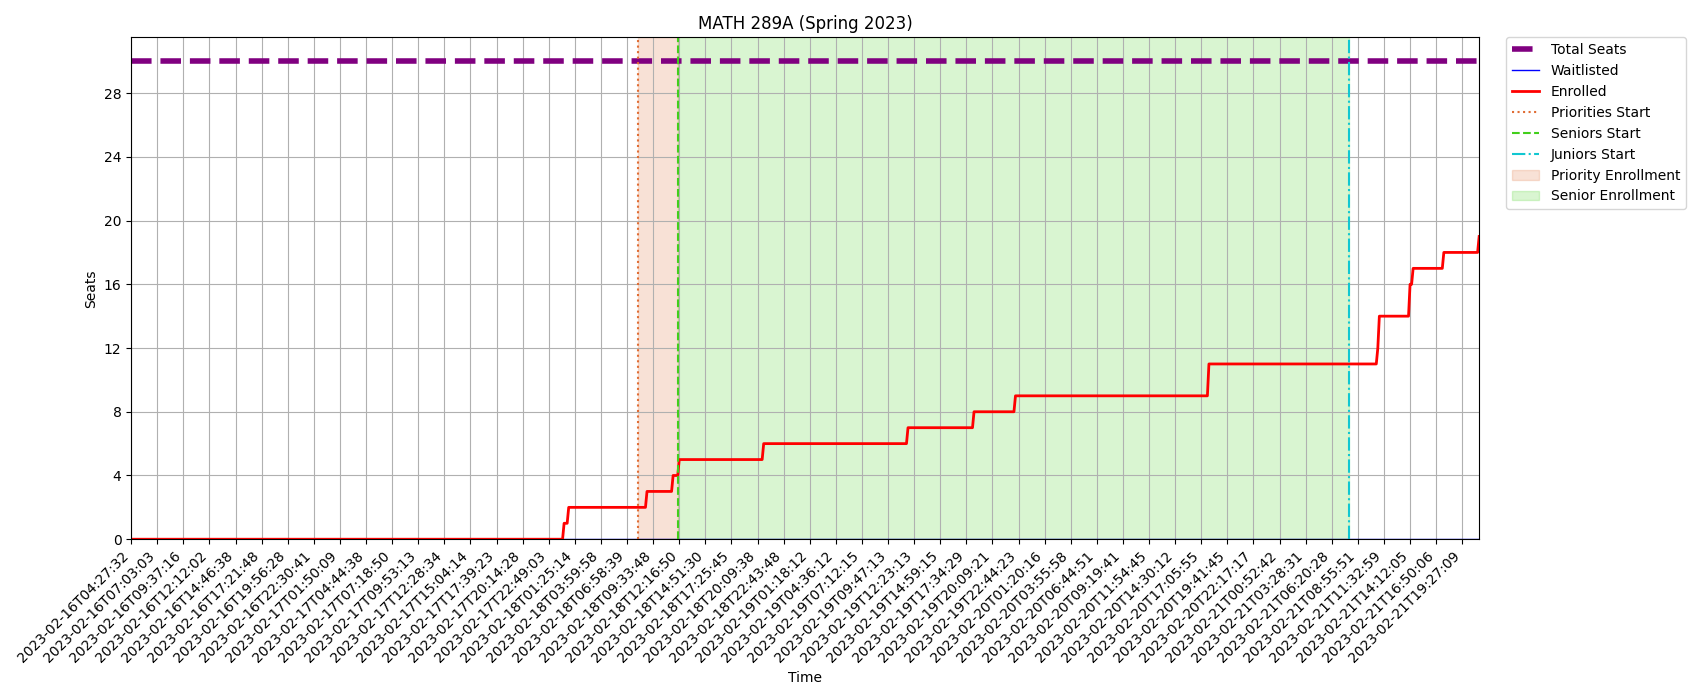 MATH 289A (Spring 2023)
Total Seats
Waitlisted
Enrolled
Priorities Start
Seniors Start
Juniors Start
Priority Enrollment
Senior Enrollment
Seats
28
24
20
16
12
8
4
0
2023-02-16T04:27:32
2023-02-16T07:03:03
2023-02-16T09:37:16
2023-02-16T12:12:02
2023-02-16T14:46:38
2023-02-16T17:21:48
2023-02-16T19:56:28
2023-02-16T22:30:41
2023-02-17T01:50:09
2023-02-17T04:44:38
2023-02-17T07:18:50
2023-02-17T09:53:13
2023-02-17T12:28:34
2023-02-17T15:04:14
2023-02-17T17:39:23
2023-02-17T20:14:28
2023-02-17T22:49:03
2023-02-18T01:25:14
2023-02-18T03:59:58
2023-02-18T06:58:39
2023-02-18T09:33:48
2023-02-18T12:16:50
2023-02-18T14:51:30
2023-02-18T17:25:45
2023-02-18T20:09:38
2023-02-18T22:43:48
2023-02-19T01:18:12
2023-02-19T04:36:12
2023-02-19T07:12:15
2023-02-19T09:47:13
2023-02-19T12:23:13
2023-02-19T14:59:15
2023-02-19T17:34:29
2023-02-19T20:09:21
2023-02-19T22:44:23
2023-02-20T01:20:16
2023-02-20T03:55:58
2023-02-20T06:44:51
2023-02-20T09:19:41
2023-02-20T11:54:45
2023-02-20T14:30:12
2023-02-20T17:05:55
2023-02-20T19:41:45
2023-02-20T22:17:17
2023-02-21T00:52:42
2023-02-21T03:28:31
2023-02-21T06:20:28
2023-02-21T08:55:51
2023-02-21T11:32:59
2023-02-21T14:12:05
2023-02-21T16:50:06
2023-02-21T19:27:09
Time